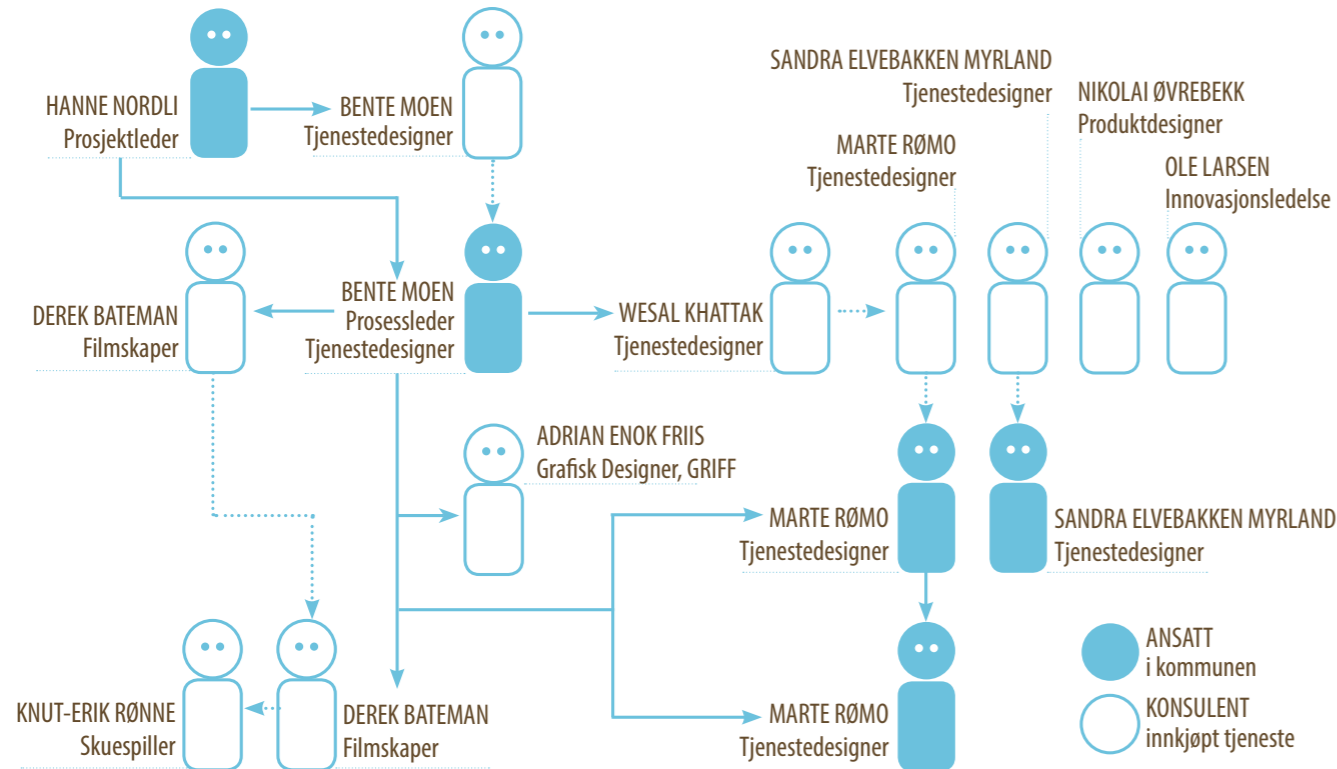 HANNE NORDLI
Prosjektleder
BENTE MOEN
Tjenestedesigner
SANDRA ELVEBAKKEN MYRLAND
Tjenestedesigner
NIKOLAI ØVREBEKK
Produktdesigner
MARTE RØMO
Tjenestedesigner
OLE LARSEN
Innovasjonsledelse
DEREK BATEMAN
Filmskaper
BENTE MOEN
Prosessleder
Tjenestedesigner
WESAL KHATTAK
Tjenestedesigner
ADRIAN ENOK FRIIS
Grafisk Designer, GRIFF
MARTE RØMO
Tjenestedesigner
SANDRA ELVEBAKKEN MYRLAND
Tjenestedesigner
KNUT-ERIK RØNNE
Skuespiller
DEREK BATEMAN
Filmskaper
MARTE RØMO
Tjenestedesigner
ANSATT
i kommunen
KONSULENT
innkjøpt tjeneste